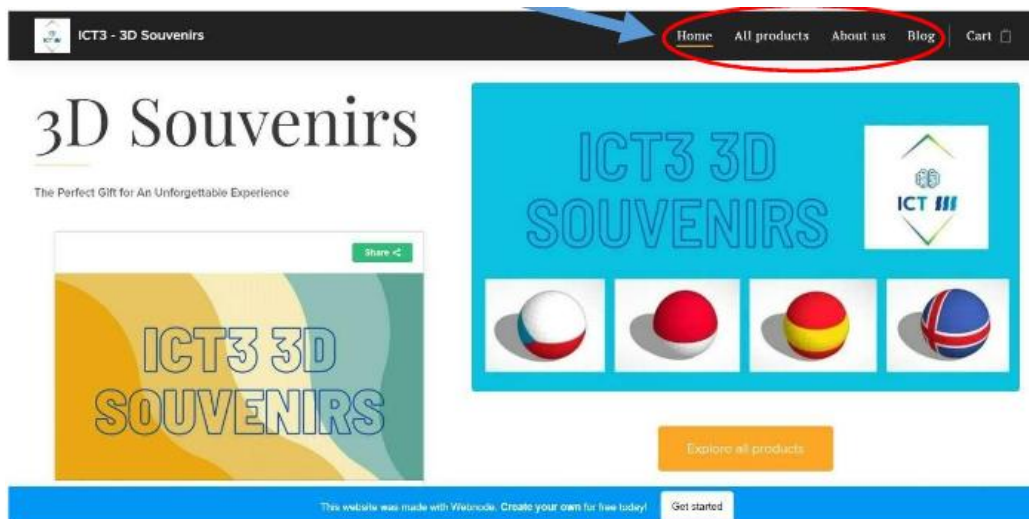 ICT3 - 3D Souvenirs
Home All products About us Blog Cart
3D Souvenirs
The Perfect Gift for An Unforgettable Experience
Share
ICT3 3D
SOUVENIRS
ICT3 3D
SOUVENIRS
ICT III
Explore all products
This website was made with Webnode. Create your own for free today! Get started